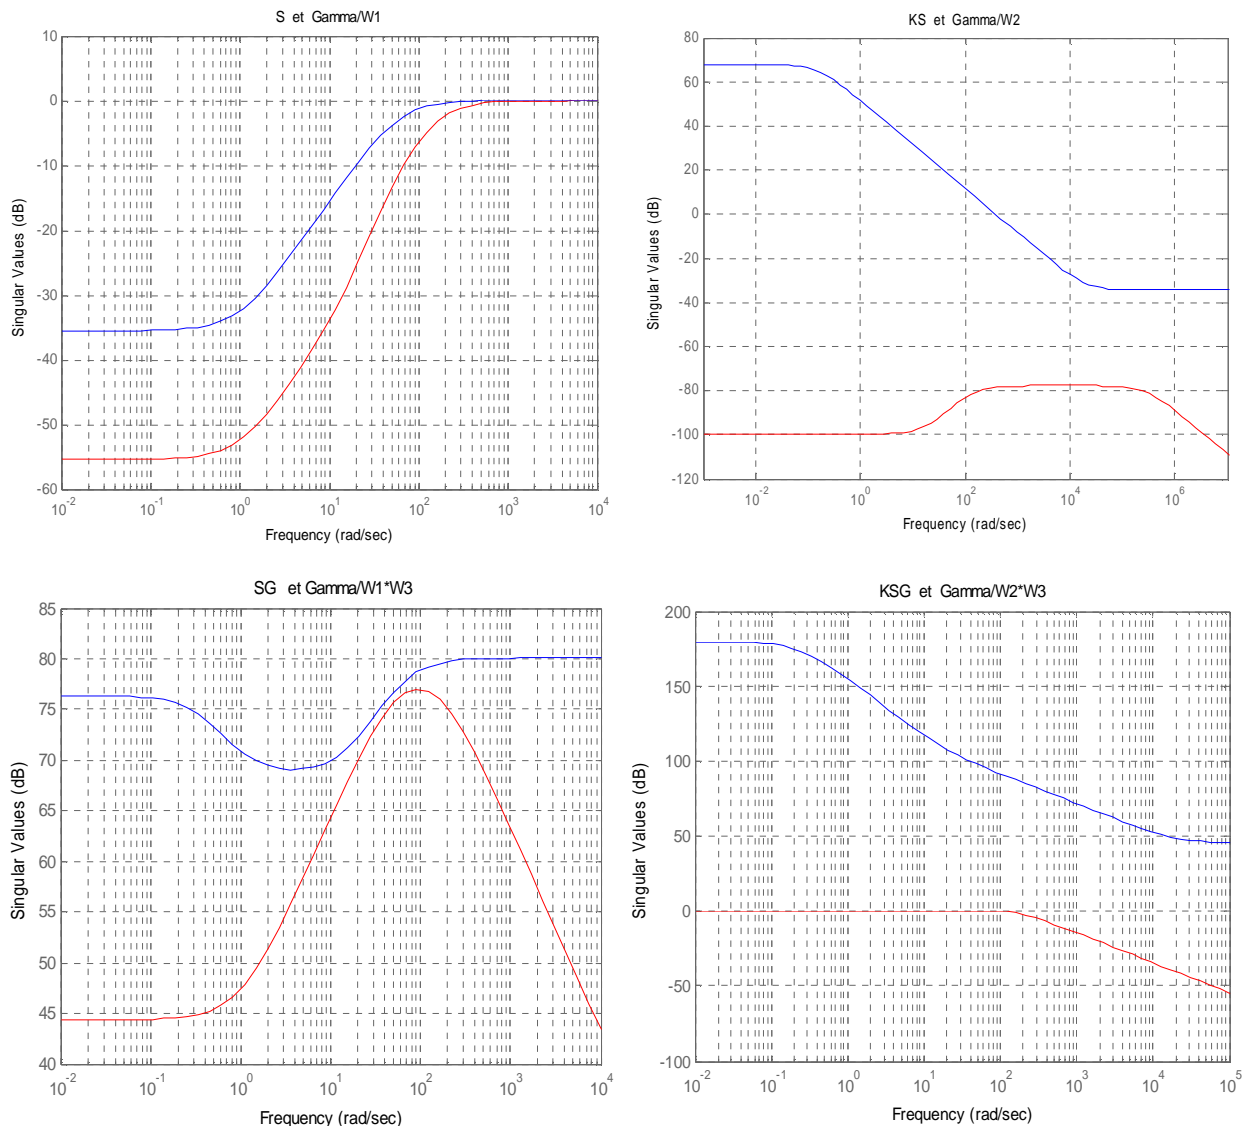 S et Gamma/W1
10
0
-10
-20
-30
-40
-50
-60
Singular Values (dB)
10^-2 10^-1 10^0 10^1 10^2 10^3 10^4
Frequency (rad/sec)
KS et Gamma/W2
80
60
40
20
0
-20
-40
-60
-80
-100
-120
Singular Values (dB)
10^-2 10^0 10^2 10^4 10^6
Frequency (rad/sec)
SG et Gamma/W1*W3
85
80
75
70
65
60
55
50
45
40
Singular Values (dB)
10^-2 10^-1 10^0 10^1 10^2 10^3 10^4
Frequency (rad/sec)
KSG et Gamma/W2*W3
200
150
100
50
0
-50
-100
Singular Values (dB)
10^-2 10^-1 10^0 10^1 10^2 10^3 10^4 10^5
Frequency (rad/sec)